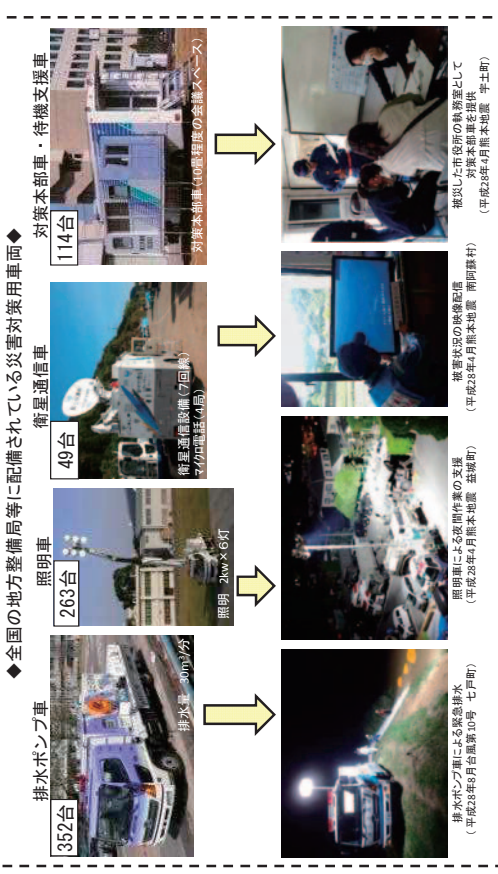 ◆全国の地方整備局等に配備されている災害対策用車両◆
排水ポンプ車
352台
排水量 30m³/分
照明車
263台
照明 2kw×6灯
衛星通信車
49台
衛星通信設備(7回線)
マイクロ電話(4局)
対策本部車・待機支援車
114台
対策本部車(10畳程度の会議スペース)
排水ポンプ車による緊急排水
(平成28年8月台風第10号 七戸町)
照明車による夜間作業の支援
(平成28年4月熊本地震 益城町)
被害状況の映像配信
(平成28年4月熊本地震 南阿蘇村)
被災した市役所の執務室として
対策本部車を提供
(平成28年4月熊本地震 宇土町)